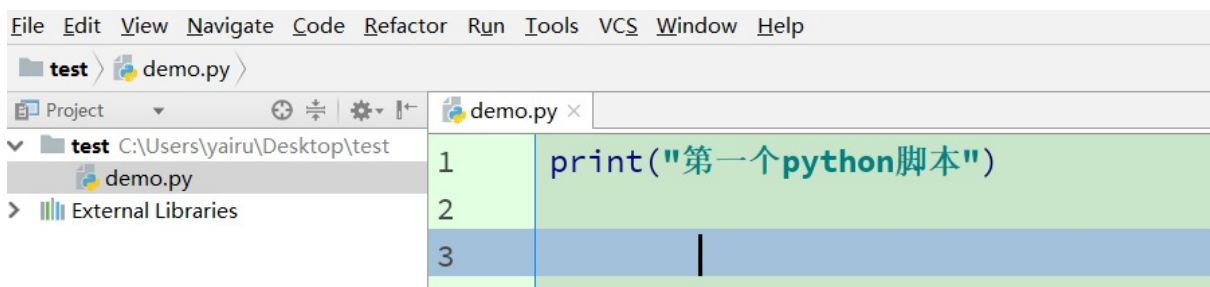 File Edit View Navigate Code Refactor Run Tools VCS Window Help
test demo.py
Project
demo.py
test C:\Users\yairu\Desktop\test
demo.py
External Libraries
1 print("第一个python脚本")
2
3